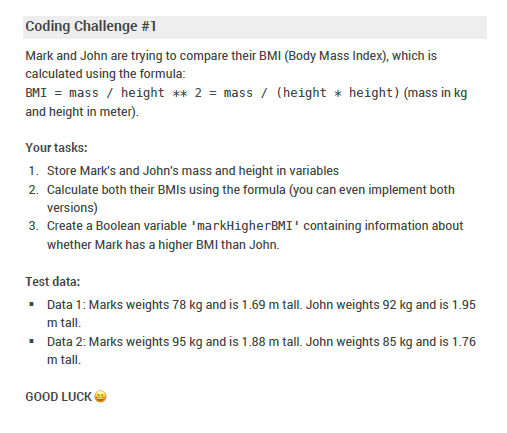 Coding Challenge #1
Mark and John are trying to compare their BMI (Body Mass Index), which is
calculated using the formula:
BMI = mass / height ** 2 = mass / (height * height) (mass in kg
and height in meter).
Your tasks:
1. Store Mark's and John's mass and height in variables
2. Calculate both their BMIs using the formula (you can even implement both
versions)
3. Create a Boolean variable 'markHigherBMI' containing information about
whether Mark has a higher BMI than John.
Test data:
▪ Data 1: Marks weights 78 kg and is 1.69 m tall. John weights 92 kg and is 1.95
m tall.
▪ Data 2: Marks weights 95 kg and is 1.88 m tall. John weights 85 kg and is 1.76
m tall.
GOOD LUCK 😀